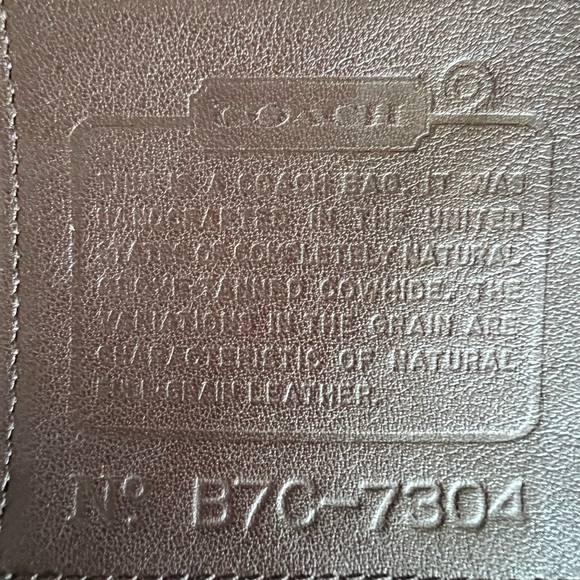 COACH ©
THIS IS A COACH BAG. IT WAS
HANDCRAFTED IN THE UNITED
STATES OF COMPLETELY NATURAL
GLOVE TANNED COWHIDE. THE
VARIATIONS IN THE GRAIN ARE
CHARACTERISTIC OF NATURAL
FULL GRAIN LEATHER.
Nº B7C-7304